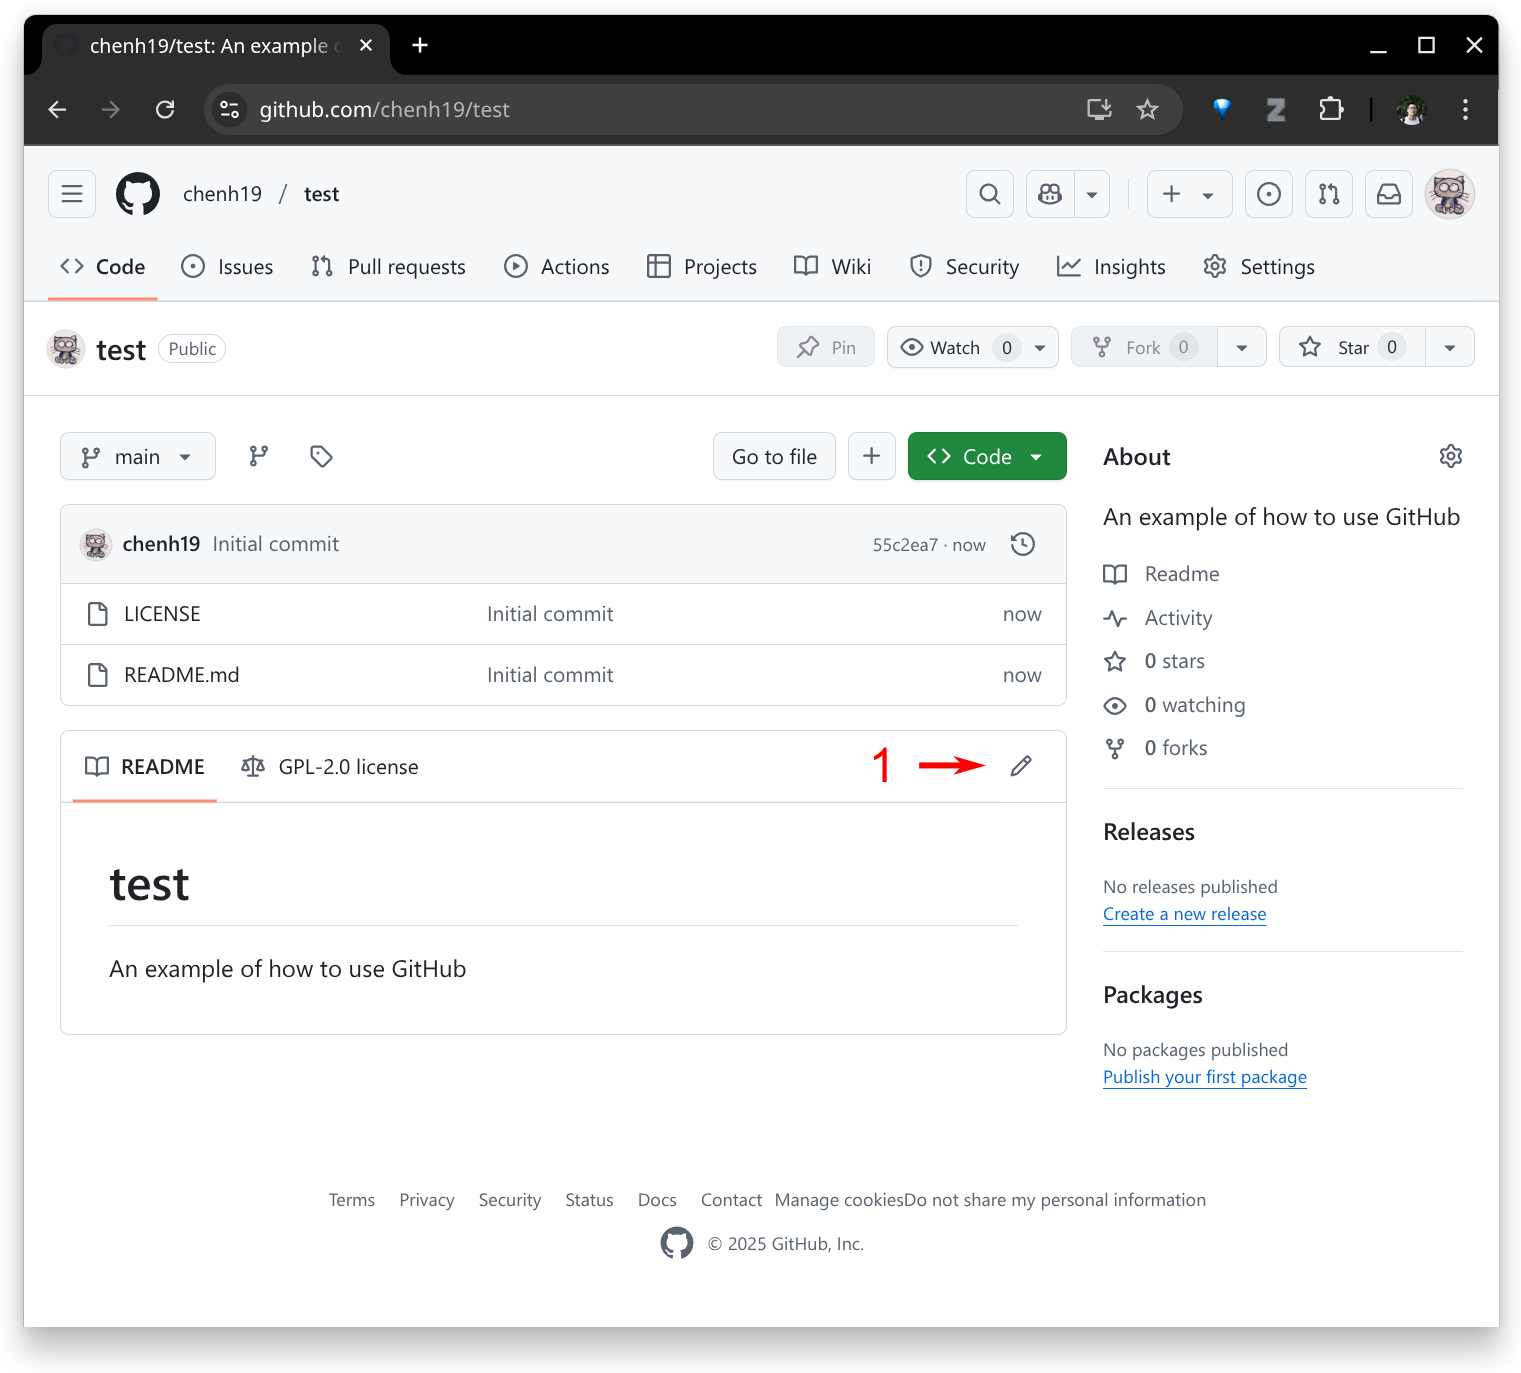 chenh19/test: An example
github.com/chenh19/test
chenh19 / test
Code Issues Pull requests Actions Projects Wiki Security Insights Settings
test Public Pin Watch 0 Fork 0 Star 0
main Go to file + Code
chenh19 Initial commit 55c2ea7 · now
LICENSE Initial commit now
README.md Initial commit now
README GPL-2.0 license 1
test
An example of how to use GitHub
About
An example of how to use GitHub
Readme
Activity
0 stars
0 watching
0 forks
Releases
No releases published
Create a new release
Packages
No packages published
Publish your first package
Terms Privacy Security Status Docs Contact Manage cookies Do not share my personal information
© 2025 GitHub, Inc.